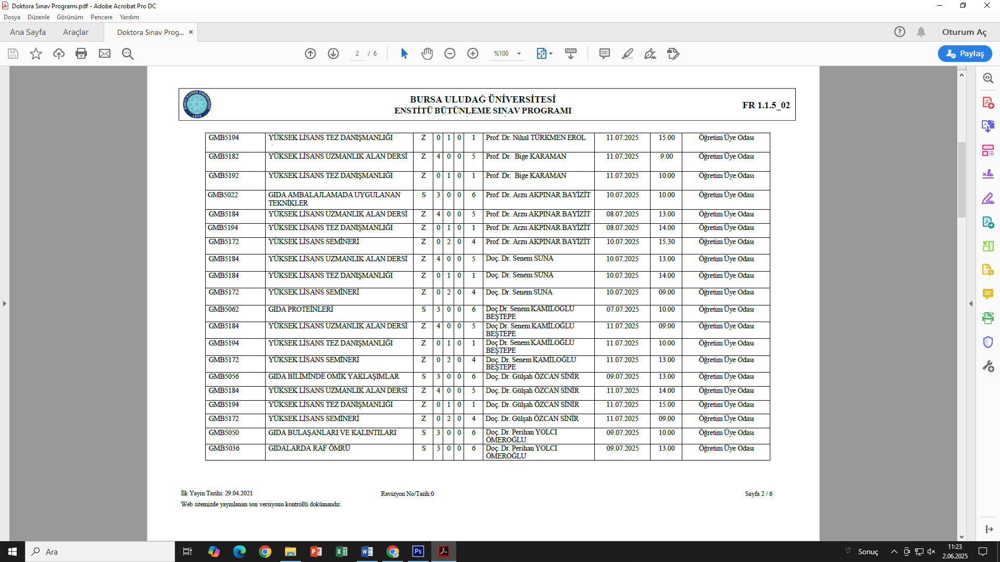 Doktora Sınav Programı.pdf - Adobe Acrobat Pro DC
Dosya Düzenle Görünüm Pencere Yardım
Ana Sayfa Araçlar Doktora Sınav Prog... × Oturum Aç
2 / 6 %100 Paylaş
BURSA ULUDAĞ ÜNİVERSİTESİ
ENSTİTÜ BÜTÜNLEME SINAV PROGRAMI
FR 1.1.5_02
BURSA ULUDAĞ ÜNİVERSİTESİ 1975
GMB5194 YÜKSEK LİSANS TEZ DANIŞMANLIĞI Z 0 1 0 1 Prof. Dr. Nihal TÜRKMEN EROL 11.07.2025 15.00 Öğretim Üye Odası
GMB5182 YÜKSEK LİSANS UZMANLIK ALAN DERSİ Z 4 0 0 5 Prof. Dr. Bige KARAMAN 11.07.2025 9.00 Öğretim Üye Odası
GMB5192 YÜKSEK LİSANS TEZ DANIŞMANLIĞI Z 0 1 0 1 Prof. Dr. Bige KARAMAN 11.07.2025 10.00 Öğretim Üye Odası
GMB5022 GIDA AMBALAJLAMADA UYGULANAN S 3 0 0 6 Prof. Dr. Arzu AKPINAR BAYİZİT 10.07.2025 10.00 Öğretim Üye Odası
TEKNİKLER
GMB5184 YÜKSEK LİSANS UZMANLIK ALAN DERSİ Z 4 0 0 5 Prof. Dr. Arzu AKPINAR BAYİZİT 08.07.2025 13.00 Öğretim Üye Odası
GMB5194 YÜKSEK LİSANS TEZ DANIŞMANLIĞI Z 0 1 0 1 Prof. Dr. Arzu AKPINAR BAYİZİT 08.07.2025 14.00 Öğretim Üye Odası
GMB5172 YÜKSEK LİSANS SEMİNERİ Z 0 2 0 4 Prof. Dr. Arzu AKPINAR BAYİZİT 10.07.2025 15.30 Öğretim Üye Odası
GMB5184 YÜKSEK LİSANS UZMANLIK ALAN DERSİ Z 4 0 0 5 Doç. Dr. Senem SUNA 10.07.2025 13.00 Öğretim Üye Odası
GMB5184 YÜKSEK LİSANS TEZ DANIŞMANLIĞI Z 0 1 0 1 Doç. Dr. Senem SUNA 10.07.2025 14.00 Öğretim Üye Odası
GMB5172 YÜKSEK LİSANS SEMİNERİ Z 0 2 0 4 Doç. Dr. Senem SUNA 10.07.2025 09.00 Öğretim Üye Odası
GMB5062 GIDA PROTEİNLERİ S 3 0 0 6 Doç Dr. Senem KAMILOGLU 07.07.2025 10.00 Öğretim Üye Odası
BEŞTEPE
GMB5184 YÜKSEK LİSANS UZMANLIK ALAN DERSİ Z 4 0 0 5 Doç Dr. Senem KAMİLOĞLU 11.07.2025 09.00 Öğretim Üye Odası
BEŞTEPE
GMB5194 YÜKSEK LİSANS TEZ DANIŞMANLIĞI Z 0 1 0 1 Doç Dr. Senem KAMİLOĞLU 11.07.2025 10.00 Öğretim Üye Odası
BEŞTEPE
GMB5172 YÜKSEK LİSANS SEMİNERİ Z 0 2 0 4 Doç. Dr. Senem KAMİLOĞLU 11.07.2025 13.00 Öğretim Üye Odası
BEŞTEPE
GMB5056 GIDA BİLİMİNDE OMİK YAKLAŞIMLAR S 3 0 0 6 Doç. Dr. Gülşah ÖZCAN SİNİR 09.07.2025 13.00 Öğretim Üye Odası
GMB5184 YÜKSEK LİSANS UZMANLIK ALAN DERSİ Z 4 0 0 5 Doç. Dr. Gülşah ÖZCAN SİNİR 11.07.2025 14.00 Öğretim Üye Odası
GMB5194 YÜKSEK LİSANS TEZ DANIŞMANLIĞI Z 0 1 0 1 Doç. Dr. Gülşah ÖZCAN SİNİR 11.07.2025 15.00 Öğretim Üye Odası
GMB5172 YÜKSEK LİSANS SEMİNERİ Z 0 2 0 4 Doç. Dr. Gülşah ÖZCAN SİNİR 11.07.2025 09.00 Öğretim Üye Odası
GMB5050 GIDA BULAŞANLARI VE KALINTILARI S 3 0 0 6 Doç. Dr. Perihan YOLCI 09.07.2025 10.00 Öğretim Üye Odası
ÖMEROĞLU
GMB5036 GIDALARDA RAF ÖMRÜ S 3 0 0 6 Doç. Dr. Perihan YOLCI 09.07.2025 13.00 Öğretim Üye Odası
ÖMEROĞLU
İlk Yayın Tarihi: 29.04.2021 Revizyon No/Tarih:0 Sayfa 2 / 6
Web sitemizde yayınlanan son versiyonu kontrollü dokümandır.
Ara Sonuç 11:23
2.06.2025